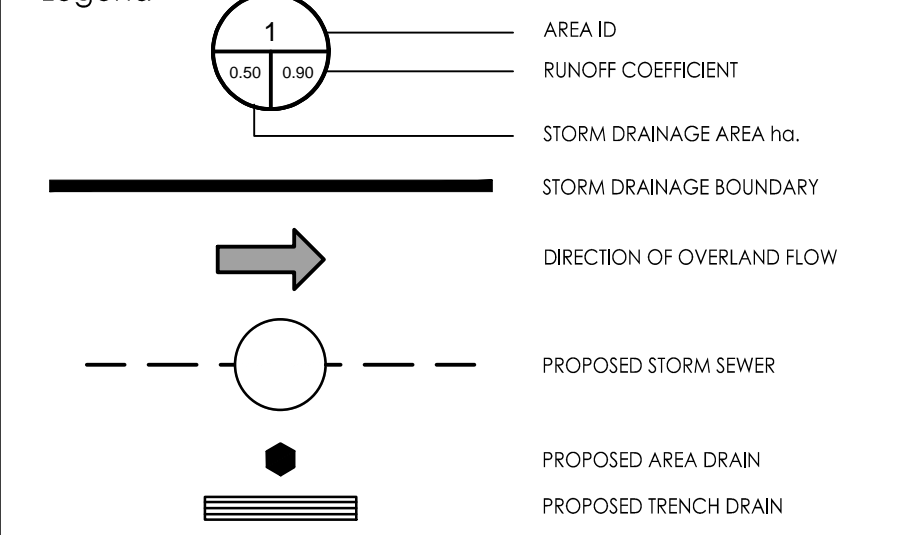 Legend
1
AREA ID
0.50 0.90
RUNOFF COEFFICIENT
STORM DRAINAGE AREA ha.
STORM DRAINAGE BOUNDARY
DIRECTION OF OVERLAND FLOW
PROPOSED STORM SEWER
PROPOSED AREA DRAIN
PROPOSED TRENCH DRAIN